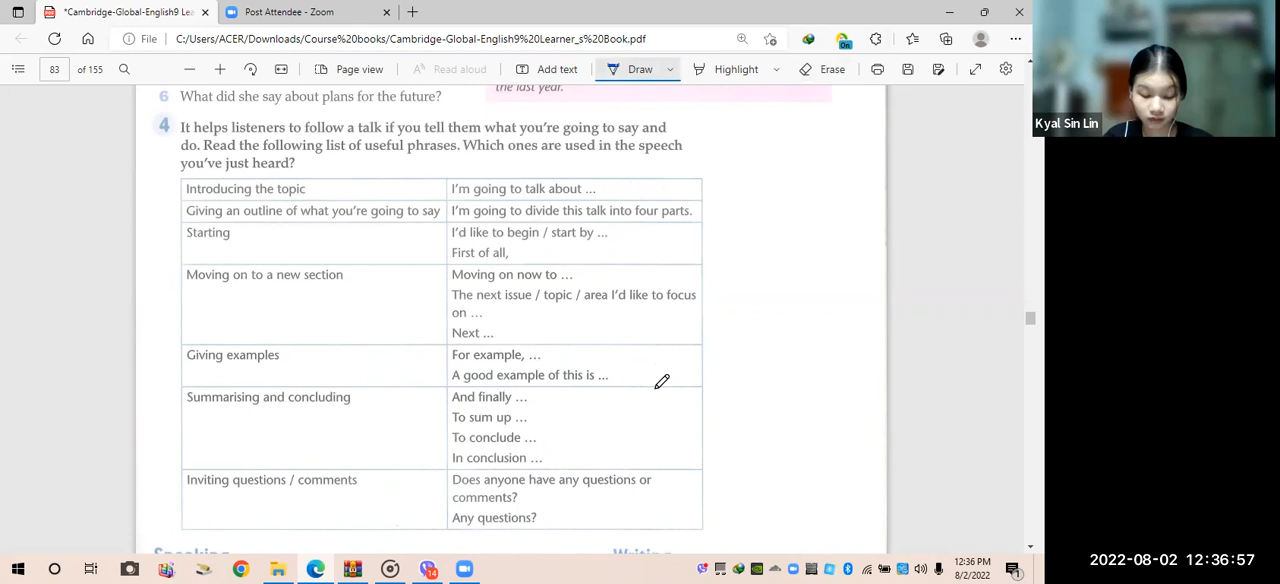 *Cambridge-Global-English9 Lea
Post Attendee - Zoom
File
C:/Users/ACER/Downloads/Course%20books/Cambridge-Global-English9%20Learner_s%20Book.pdf
On
83 of 155
Page view
Read aloud
Add text
Draw
Highlight
Erase
the last year.
6 What did she say about plans for the future?
4 It helps listeners to follow a talk if you tell them what you're going to say and
do. Read the following list of useful phrases. Which ones are used in the speech
you've just heard?
Introducing the topic
I'm going to talk about ...
Giving an outline of what you're going to say
I'm going to divide this talk into four parts.
Starting
I'd like to begin / start by ...
First of all,
Moving on to a new section
Moving on now to ...
The next issue / topic / area I'd like to focus
on ...
Next ...
Giving examples
For example, ...
A good example of this is ...
Summarising and concluding
And finally ...
To sum up ...
To conclude ...
In conclusion ...
Inviting questions / comments
Does anyone have any questions or
comments?
Any questions?
Speaking
Writing
Kyal Sin Lin
14
12:36 PM
8/2/2022
1
2022-08-02 12:36:57